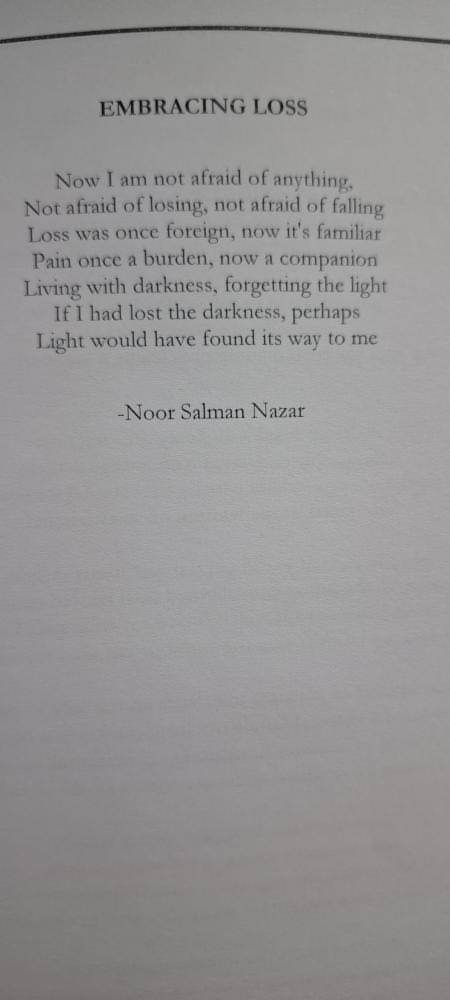 EMBRACING LOSS
Now I am not afraid of anything,
Not afraid of losing, not afraid of falling
Loss was once foreign, now it's familiar
Pain once a burden, now a companion
Living with darkness, forgetting the light
If I had lost the darkness, perhaps
Light would have found its way to me
-Noor Salman Nazar